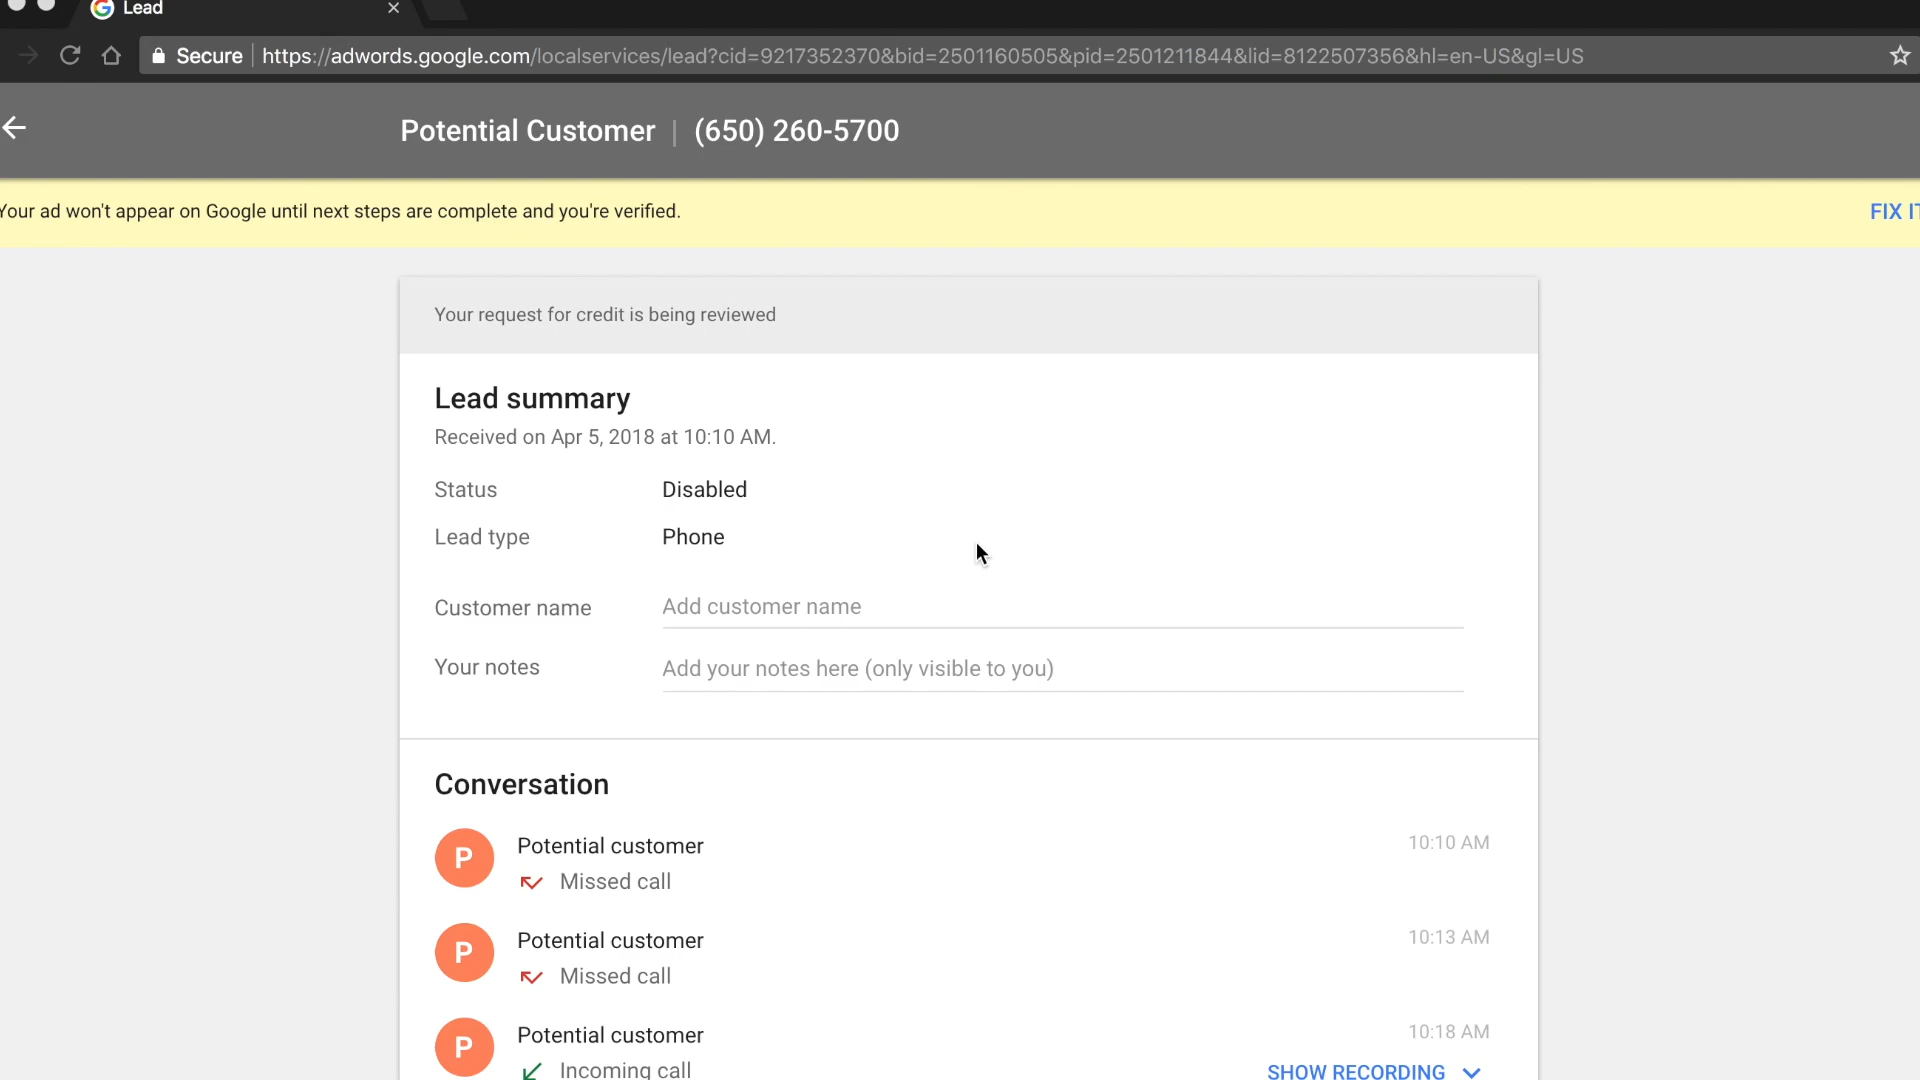 Lead
Secure https://adwords.google.com/localservices/lead?cid=9217352370&bid=2501160505&pid=2501211844&lid=8122507356&hl=en-US&gl=US
Potential Customer | (650) 260-5700
Your ad won't appear on Google until next steps are complete and you're verified.
FIX IT
Your request for credit is being reviewed
Lead summary
Received on Apr 5, 2018 at 10:10 AM.
Status Disabled
Lead type Phone
Customer name Add customer name
Your notes Add your notes here (only visible to you)
Conversation
P Potential customer 10:10 AM
Missed call
P Potential customer 10:13 AM
Missed call
P Potential customer 10:18 AM
Incoming call SHOW RECORDING